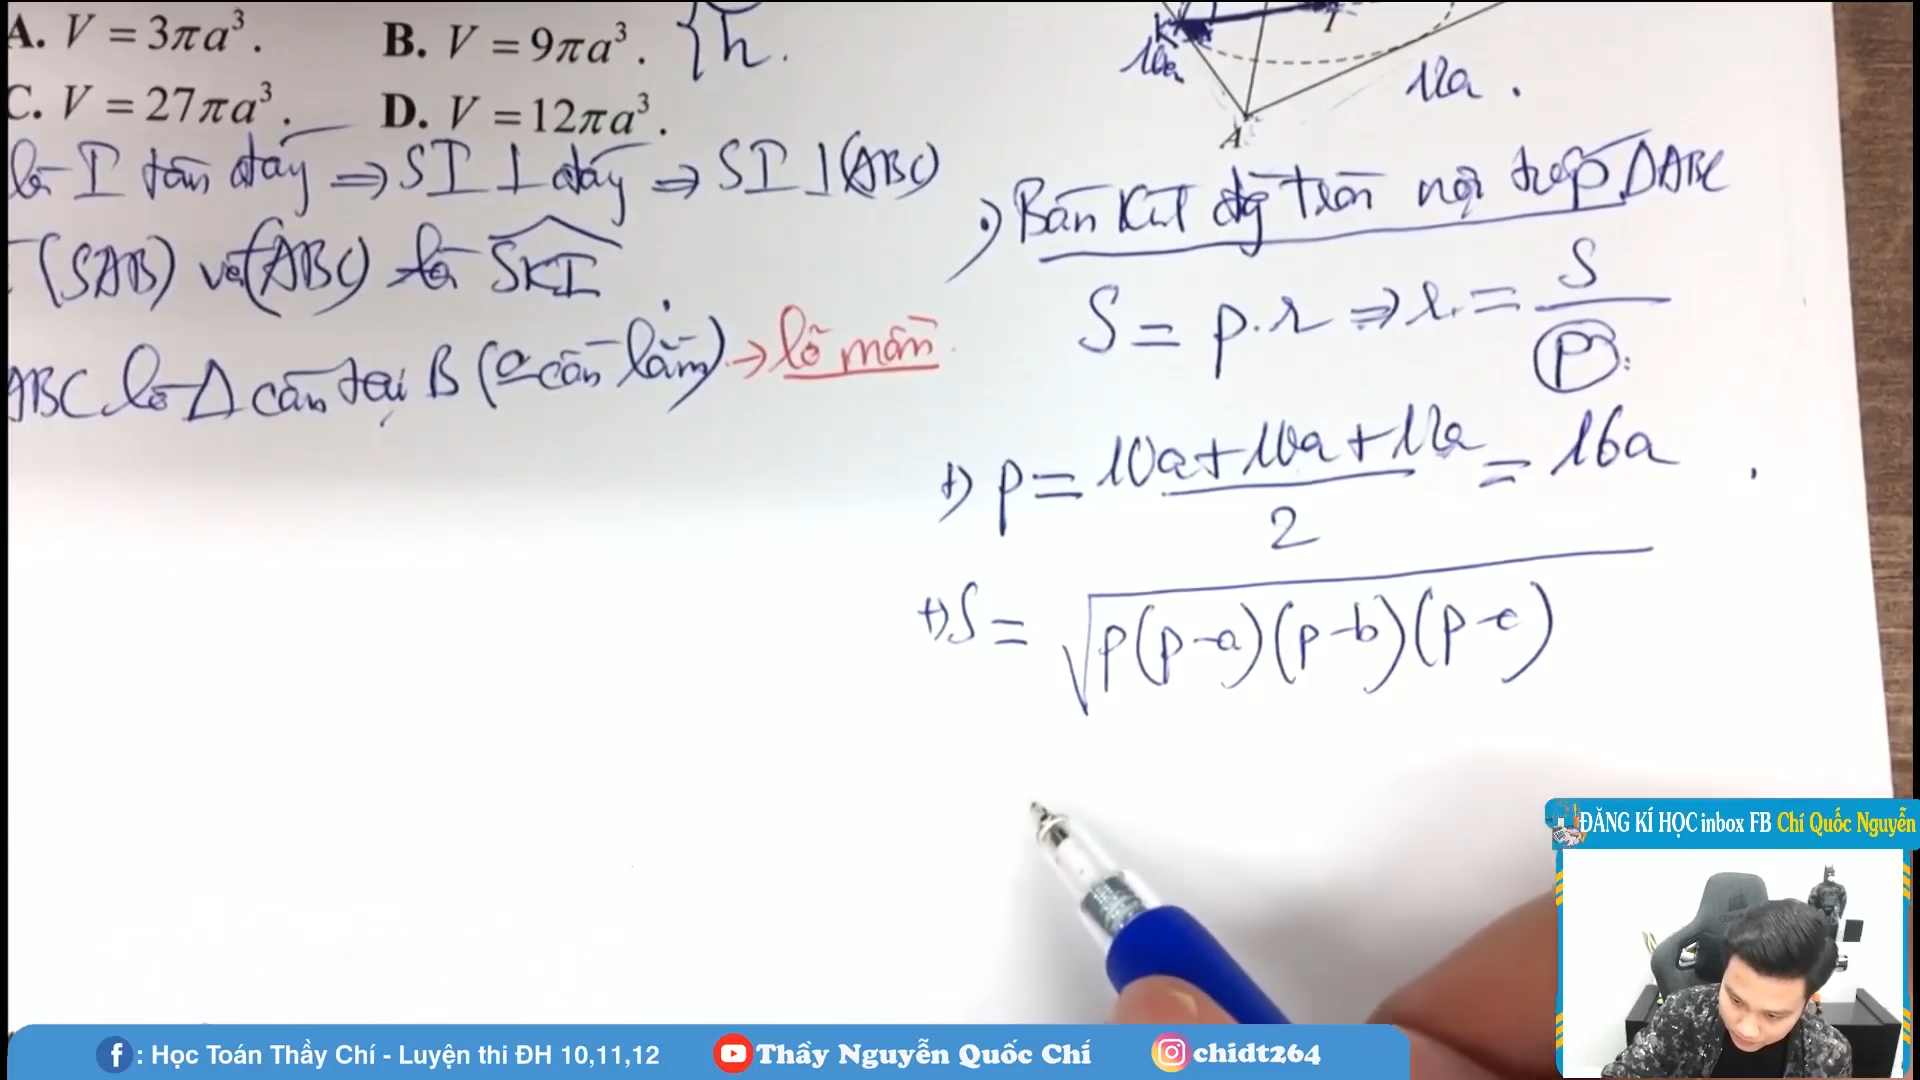 A. V = 3πa³. B. V = 9πa³. {h.
C. V = 27πa³. D. V = 12πa³.
K
I
10a
12a.
A
là I tâm đáy ⇒ SI ⊥ đáy ⇒ SI ⊥ (ABC)
(SAB) và (ABC) là SKI
ABC là Δ cân tại B (a cân lắm) → lõ mồm
•) Bán Kính đg tròn nội tiếp ΔABC
S = p.r ⇒ r = S/p
+) p = (10a+10a+12a)/2 = 16a
+) S = √p(p-a)(p-b)(p-c)
ĐĂNG KÍ HỌC inbox FB Chí Quốc Nguyễn
f : Học Toán Thầy Chí - Luyện thi ĐH 10,11,12 Thầy Nguyễn Quốc Chí chidt264